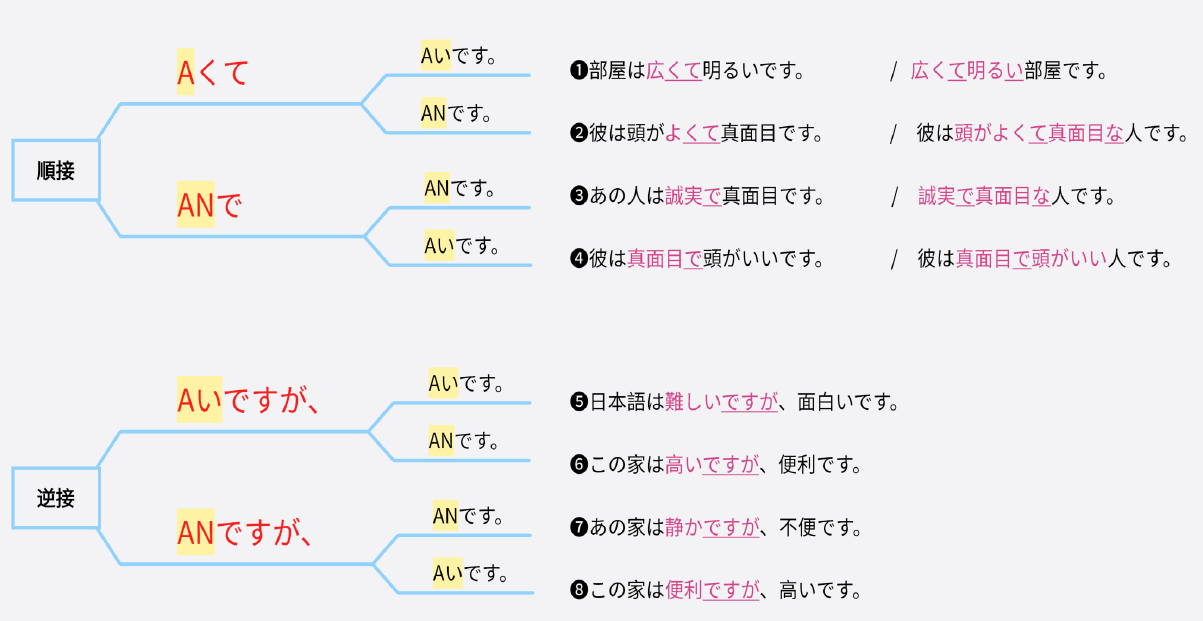 順接
Aくて
Aいです。
ANです。
ANで
ANです。
Aいです。
❶部屋は広くて明るいです。 / 広くて明るい部屋です。
❷彼は頭がよくて真面目です。 / 彼は頭がよくて真面目な人です。
❸あの人は誠実で真面目です。 / 誠実で真面目な人です。
❹彼は真面目で頭がいいです。 / 彼は真面目で頭がいい人です。
逆接
Aいですが、
Aいです。
ANです。
ANですが、
ANです。
Aいです。
❺日本語は難しいですが、面白いです。
❻この家は高いですが、便利です。
❼あの家は静かですが、不便です。
❽この家は便利ですが、高いです。